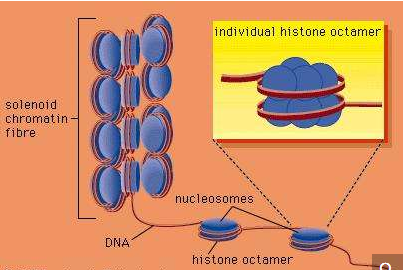 individual histone octamer
solenoid
chromatin
fibre
nucleosomes
DNA
histone octamer